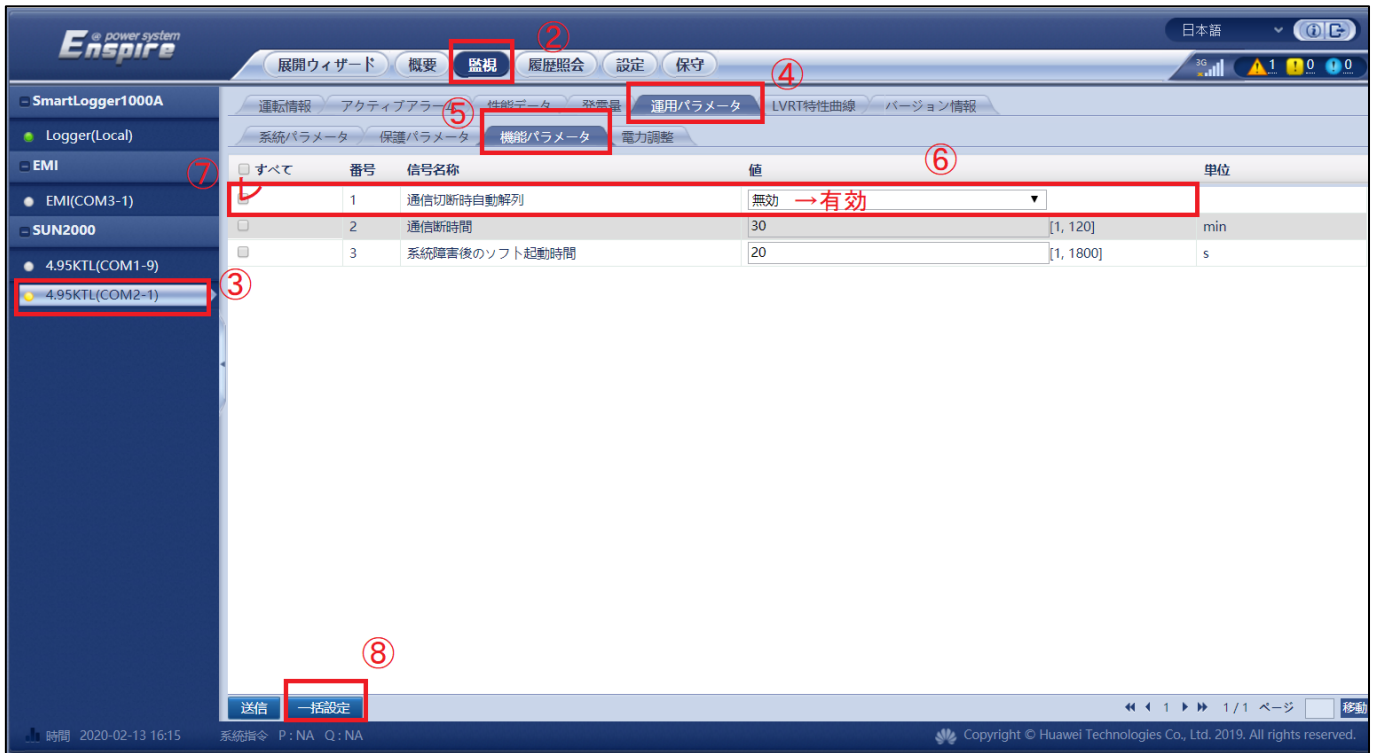 @ power system
Enspire
日本語
②
展開ウィザード 概要 監視 履歴照会 設定 保守
3G 1 0 0
④
SmartLogger1000A
運転情報 アクティブアラーム 性能データ 発電量 運用パラメータ LVRT特性曲線 バージョン情報
⑤
Logger(Local)
系統パラメータ 保護パラメータ 機能パラメータ 電力調整
EMI
⑦
⑥
すべて 番号 信号名称 値 単位
EMI(COM3-1)
レ 1 通信切断時自動解列 無効 →有効
SUN2000
2 通信断時間 30 [1, 120] min
4.95KTL(COM1-9)
3 系統障害後のソフト起動時間 20 [1, 1800] s
4.95KTL(COM2-1)
③
⑧
送信 一括設定
1 1/1 ページ 移動
時間 2020-02-13 16:15 系統指令 P:NA Q:NA
Copyright © Huawei Technologies Co., Ltd. 2019. All rights reserved.